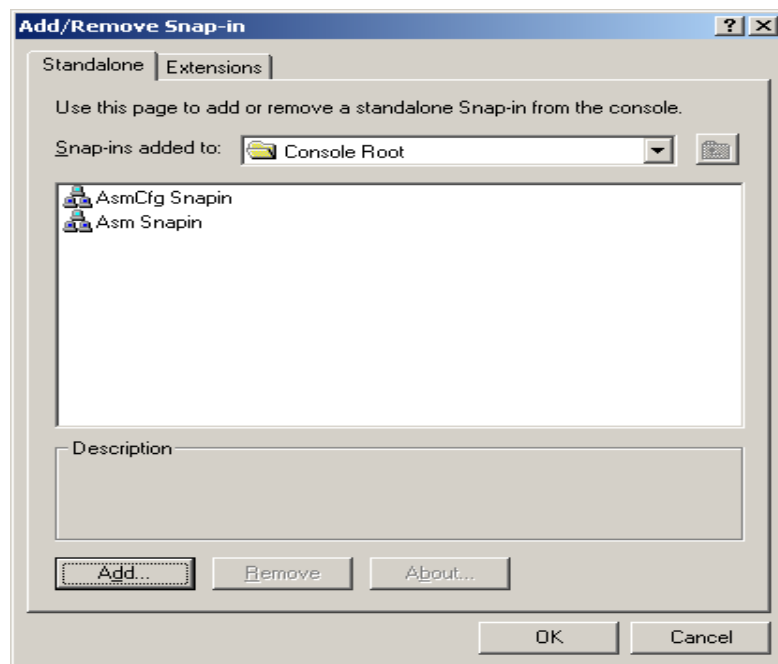 Add/Remove Snap-in
Standalone Extensions
Use this page to add or remove a standalone Snap-in from the console.
Snap-ins added to: Console Root
AsmCfg Snapin
Asm Snapin
Description
Add... Remove About...
OK Cancel